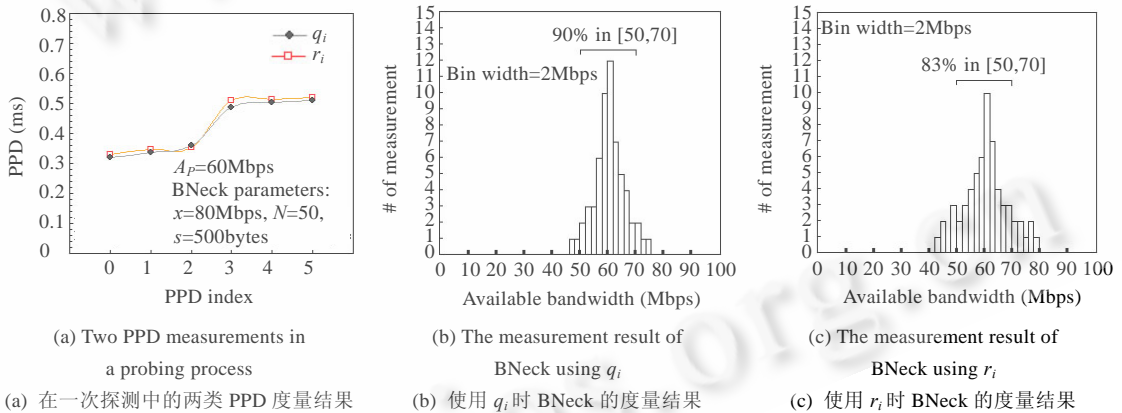 0.8
0.7
0.6
0.5
0.4
0.3
0.2
0.1
0
PPD (ms)
qᵢ
rᵢ
A_P=60Mbps
BNeck parameters:
x=80Mbps, N=50,
s=500bytes
0 1 2 3 4 5
PPD index
(a) Two PPD measurements in
a probing process
(a) 在一次探测中的两类 PPD 度量结果
15
14
13
12
11
10
9
8
7
6
5
4
3
2
1
0
# of measurement
90% in [50,70]
Bin width=2Mbps
0 10 20 30 40 50 60 70 80 90 100
Available bandwidth (Mbps)
(b) The measurement result of
BNeck using qᵢ
(b) 使用 qᵢ 时 BNeck 的度量结果
15
14
13
12
11
10
9
8
7
6
5
4
3
2
1
0
# of measurement
Bin width=2Mbps
83% in [50,70]
0 10 20 30 40 50 60 70 80 90 100
Available bandwidth (Mbps)
(c) The measurement result of
BNeck using rᵢ
(c) 使用 rᵢ 时 BNeck 的度量结果